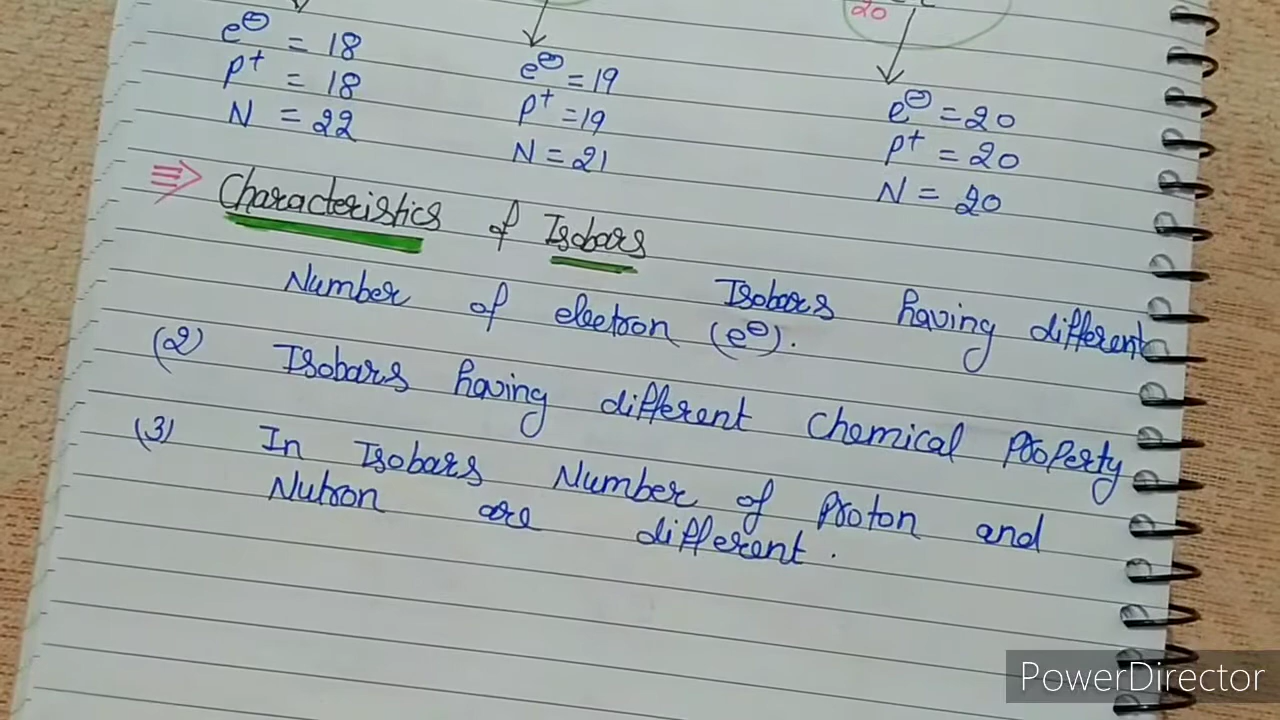 20
e⊖ = 18
p+ = 18
N = 22
e⊖ = 19
p+ = 19
N = 21
e⊖ = 20
p+ = 20
N = 20
Characteristics of Isobars
Isobars having different
Number of electron (e⊖).
(2) Isobars having different Chemical Property
(3) In Isobars Number of Proton and
Nutron are different.
PowerDirector